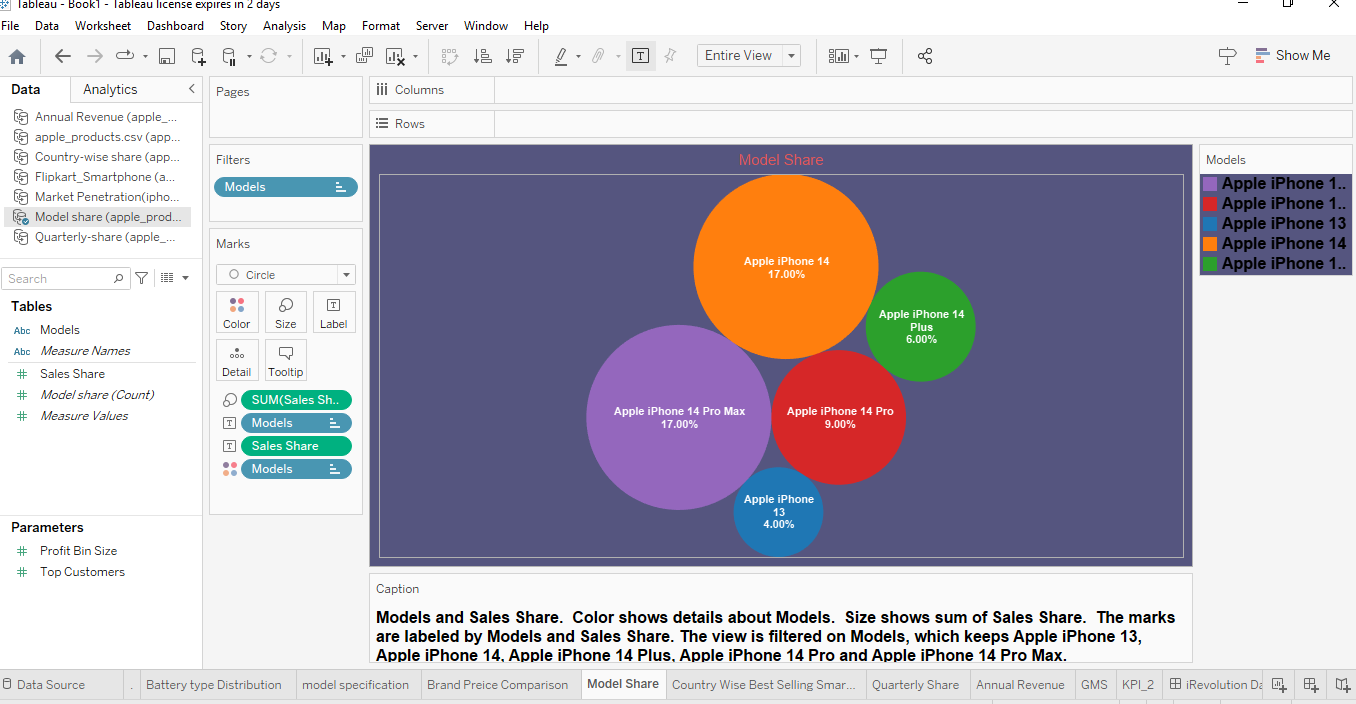 Tableau - Book1 - Tableau license expires in 2 days
File Data Worksheet Dashboard Story Analysis Map Format Server Window Help
Entire View
Show Me
Data Analytics
Annual Revenue (apple_...
apple_products.csv (app...
Country-wise share (app...
Flipkart_Smartphone (a...
Market Penetration(ipho...
Model share (apple_prod...
Quarterly-share (apple_...
Search
Tables
Abc Models
Abc Measure Names
Sales Share
Model share (Count)
Measure Values
Parameters
Profit Bin Size
Top Customers
Pages
Filters
Models
Marks
Circle
Color Size Label
Detail Tooltip
SUM(Sales Sh..
Models
Sales Share
Models
Columns
Rows
Model Share
Apple iPhone 14
17.00%
Apple iPhone 14
Plus
6.00%
Apple iPhone 14 Pro Max
17.00%
Apple iPhone 14 Pro
9.00%
Apple iPhone
13
4.00%
Models
Apple iPhone 1..
Apple iPhone 1..
Apple iPhone 13
Apple iPhone 14
Apple iPhone 1..
Caption
Models and Sales Share.  Color shows details about Models.  Size shows sum of Sales Share.  The marks
are labeled by Models and Sales Share. The view is filtered on Models, which keeps Apple iPhone 13,
Apple iPhone 14, Apple iPhone 14 Plus, Apple iPhone 14 Pro and Apple iPhone 14 Pro Max.
Data Source . Battery type Distribution model specification Brand Preice Comparison Model Share Country Wise Best Selling Smar... Quarterly Share Annual Revenue GMS KPI_2 iRevolution Da